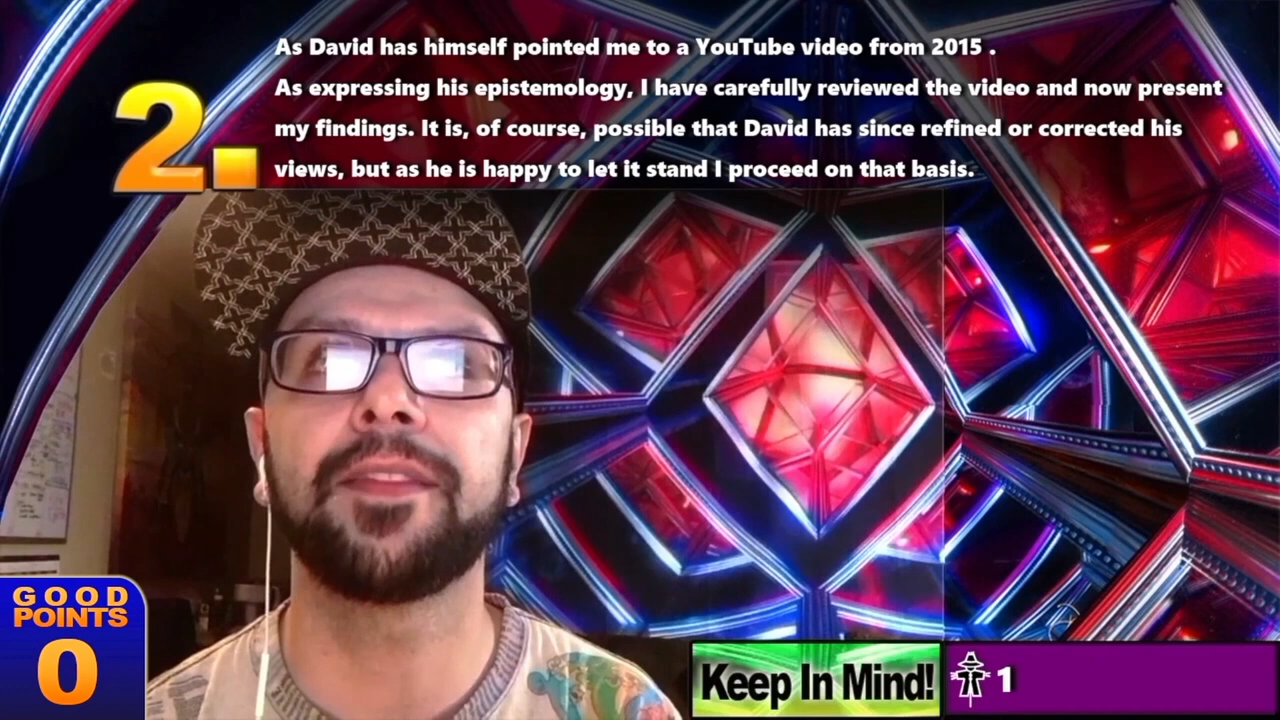 2.
As David has himself pointed me to a YouTube video from 2015 .
As expressing his epistemology, I have carefully reviewed the video and now present
my findings. It is, of course, possible that David has since refined or corrected his
views, but as he is happy to let it stand I proceed on that basis.
GOOD
POINTS
0
Keep In Mind!
1